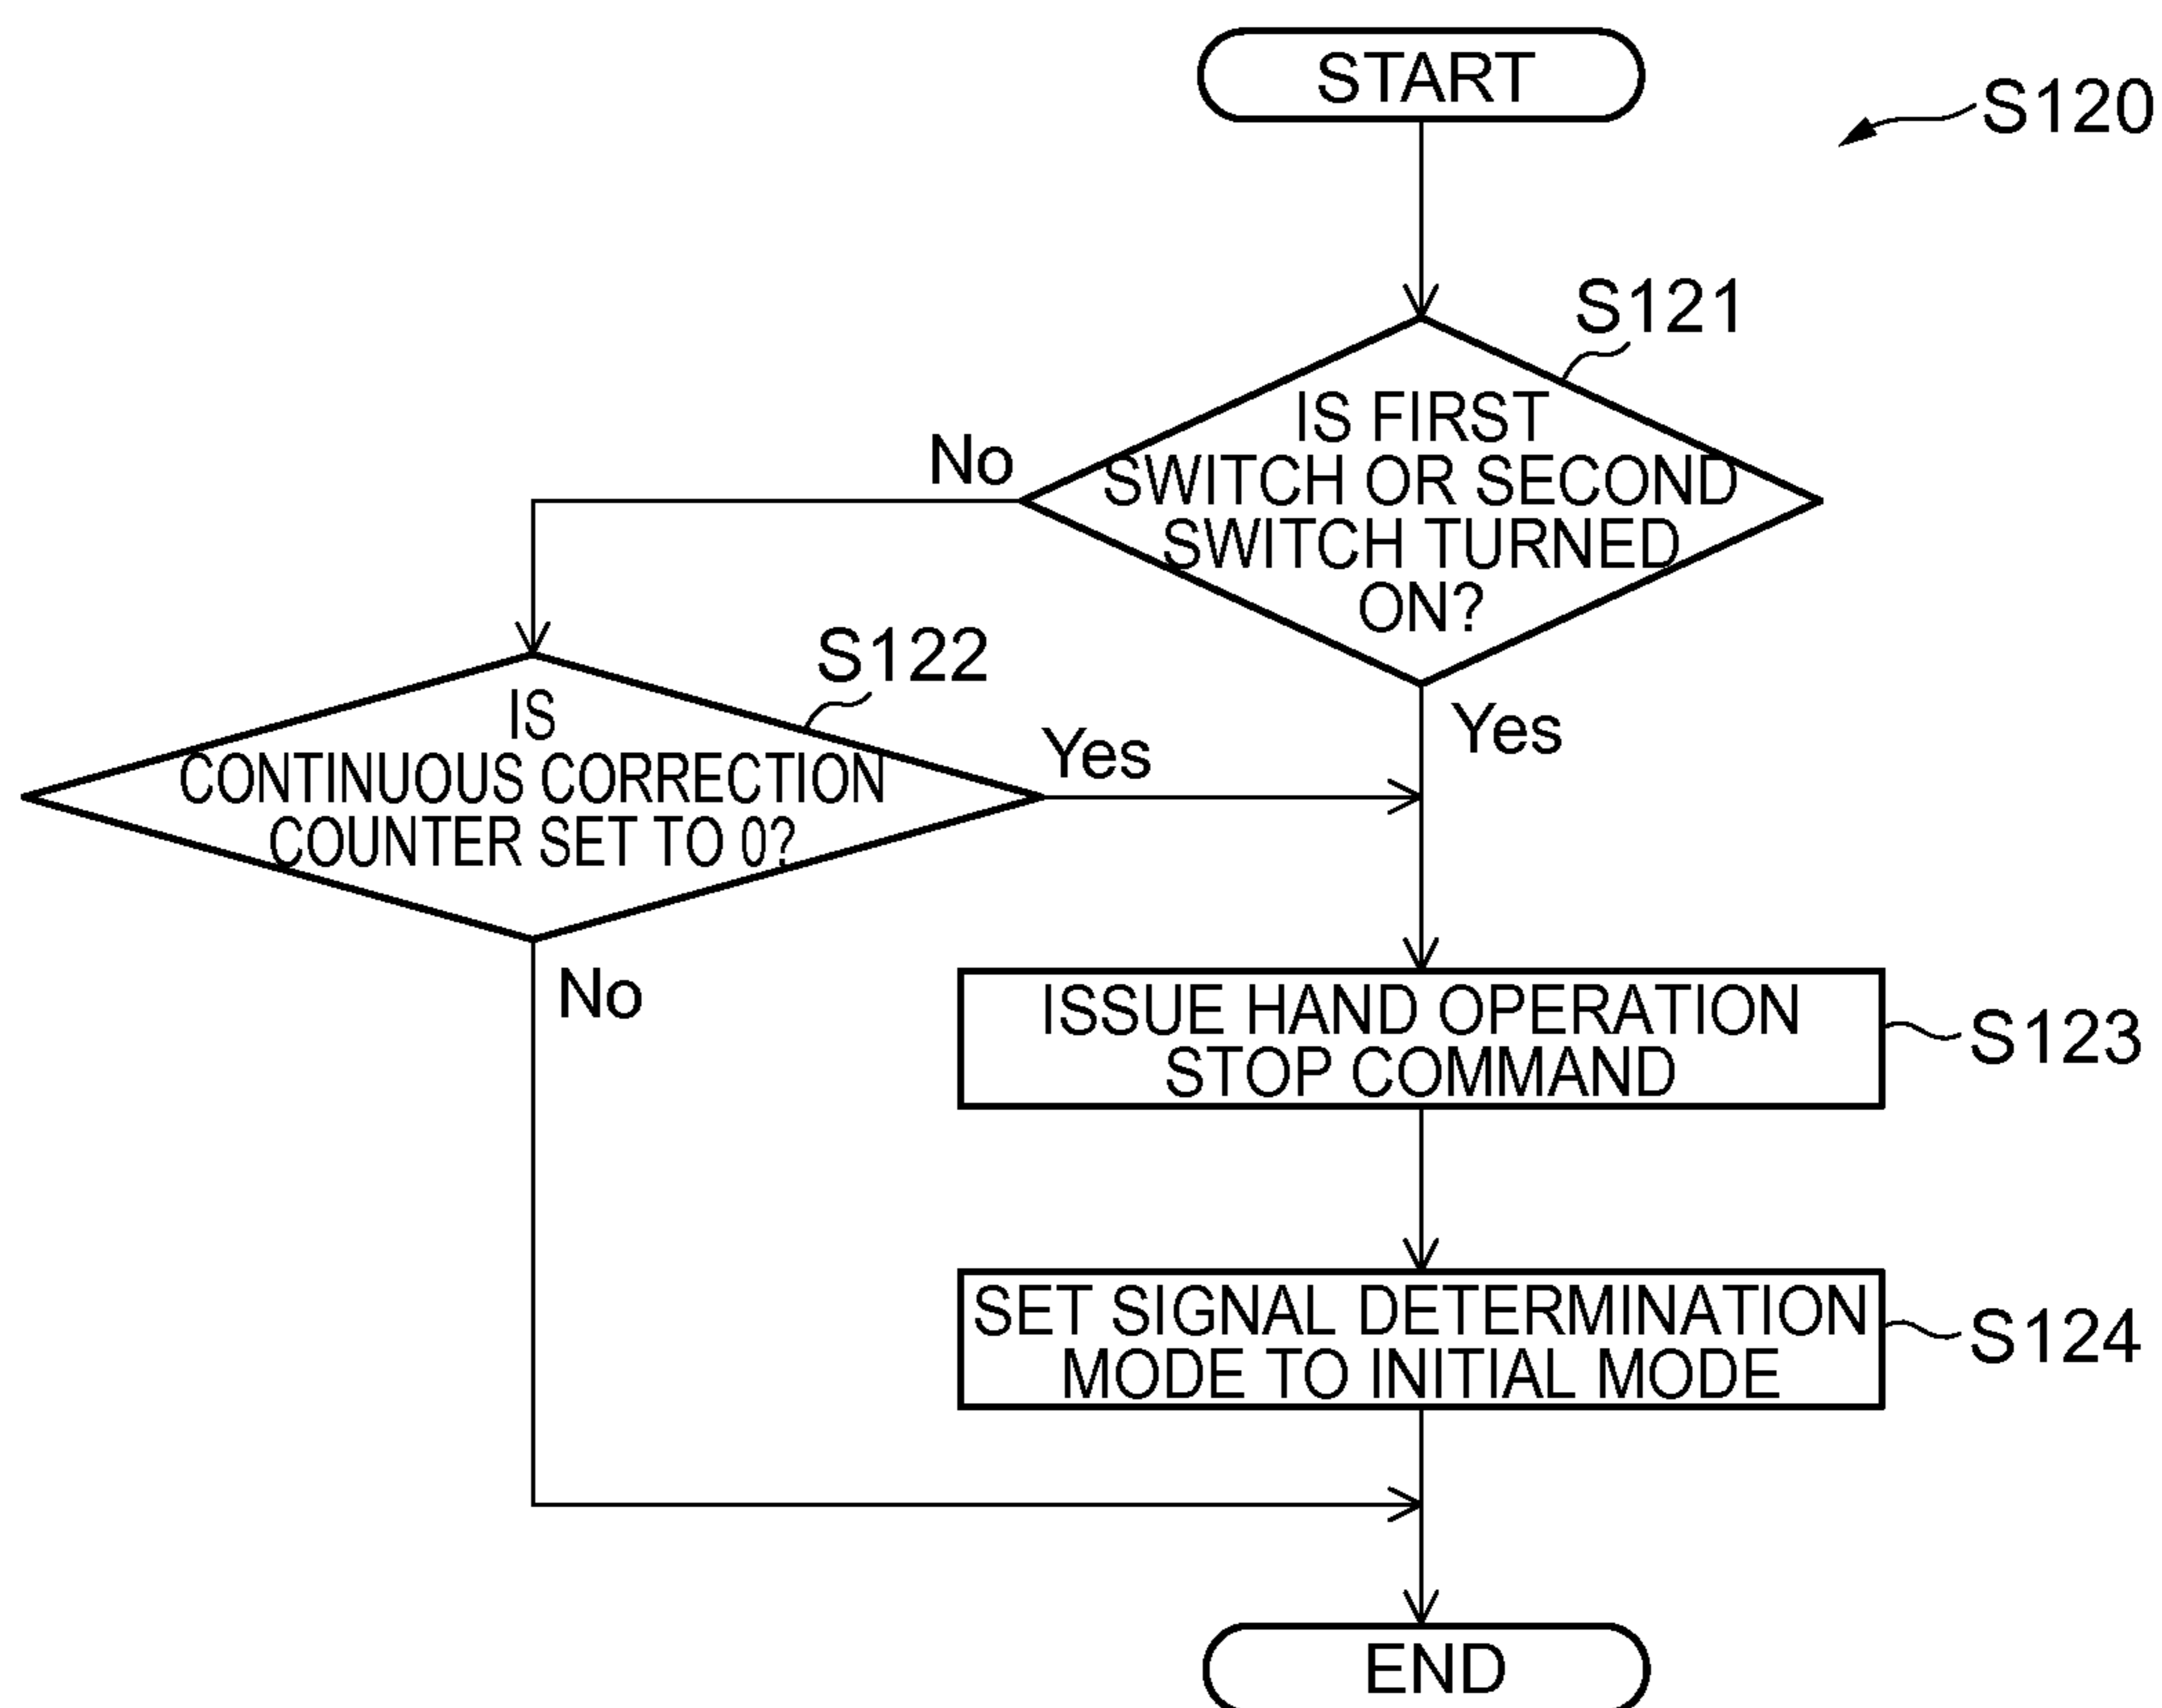 START
S120
S121
IS FIRST
SWITCH OR SECOND
SWITCH TURNED
ON?
No
Yes
S122
IS
CONTINUOUS CORRECTION
COUNTER SET TO 0?
Yes
No
ISSUE HAND OPERATION
STOP COMMAND
S123
SET SIGNAL DETERMINATION
MODE TO INITIAL MODE
S124
END